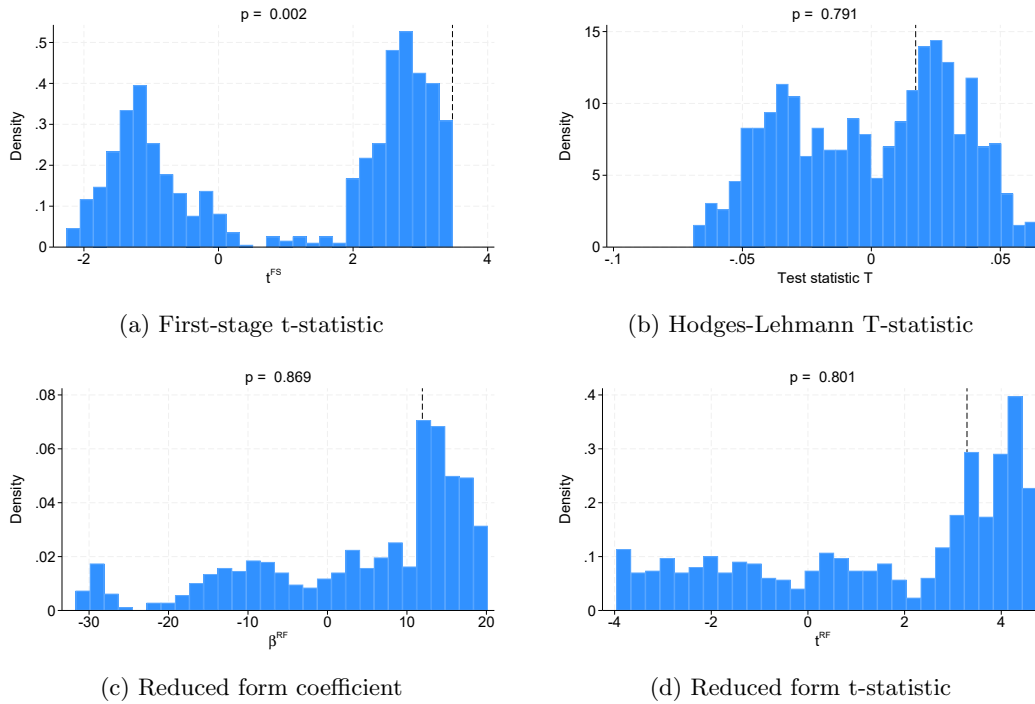 p = 0.002
.5
.4
.3
.2
.1
0
Density
-2 0 2 4
t^FS
(a) First-stage t-statistic
p = 0.791
15
10
5
0
Density
-.1 -.05 0 .05
Test statistic T
(b) Hodges-Lehmann T-statistic
p = 0.869
.08
.06
.04
.02
0
Density
-30 -20 -10 0 10 20
β^RF
(c) Reduced form coefficient
p = 0.801
.4
.3
.2
.1
0
Density
-4 -2 0 2 4
t^RF
(d) Reduced form t-statistic